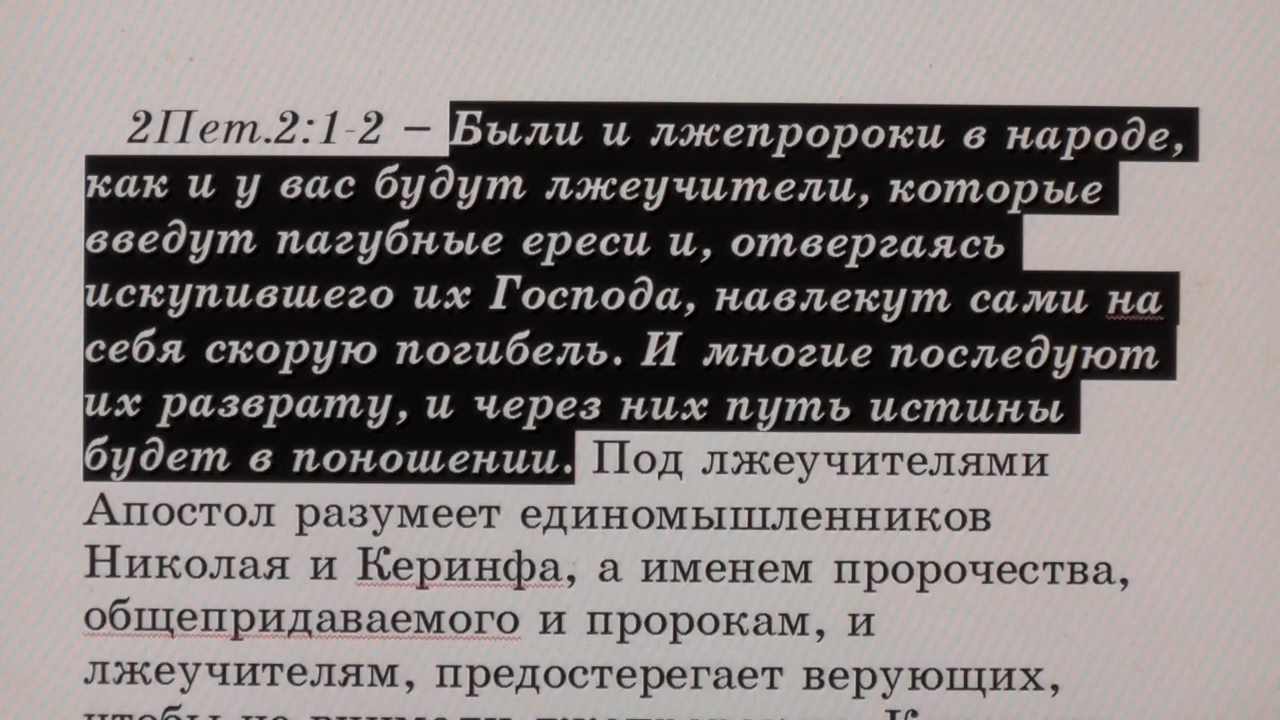 2Пет.2:1-2 – Были и лжепророки в народе,
как и у вас будут лжеучители, которые
введут пагубные ереси и, отвергаясь
искупившего их Господа, навлекут сами на
себя скорую погибель. И многие последуют
их разврату, и через них путь истины
будет в поношении. Под лжеучителями
Апостол разумеет единомышленников
Николая и Керинфа, а именем пророчества,
общепридаваемого и пророкам, и
лжеучителям, предостерегает верующих,